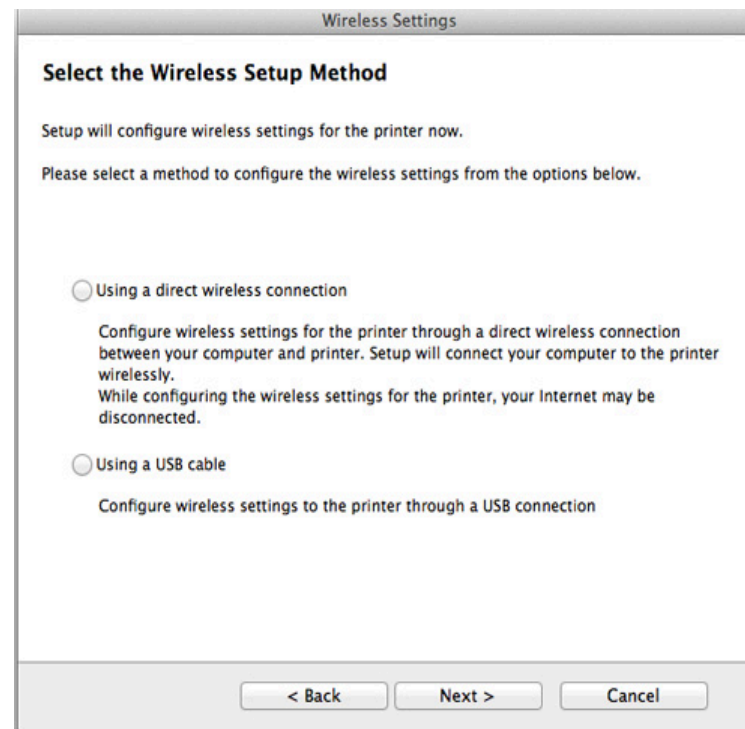 Wireless Settings
Select the Wireless Setup Method
Setup will configure wireless settings for the printer now.
Please select a method to configure the wireless settings from the options below.
Using a direct wireless connection
Configure wireless settings for the printer through a direct wireless connection
between your computer and printer. Setup will connect your computer to the printer
wirelessly.
While configuring the wireless settings for the printer, your Internet may be
disconnected.
Using a USB cable
Configure wireless settings to the printer through a USB connection
< Back Next > Cancel